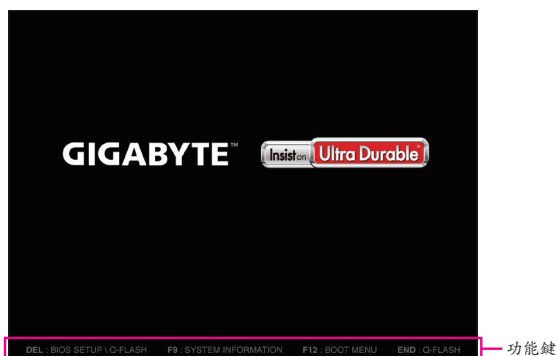 GIGABYTE™
Insist on Ultra Durable™
DEL : BIOS SETUP \ Q-FLASH F9 : SYSTEM INFORMATION F12 : BOOT MENU END : Q-FLASH
功能鍵